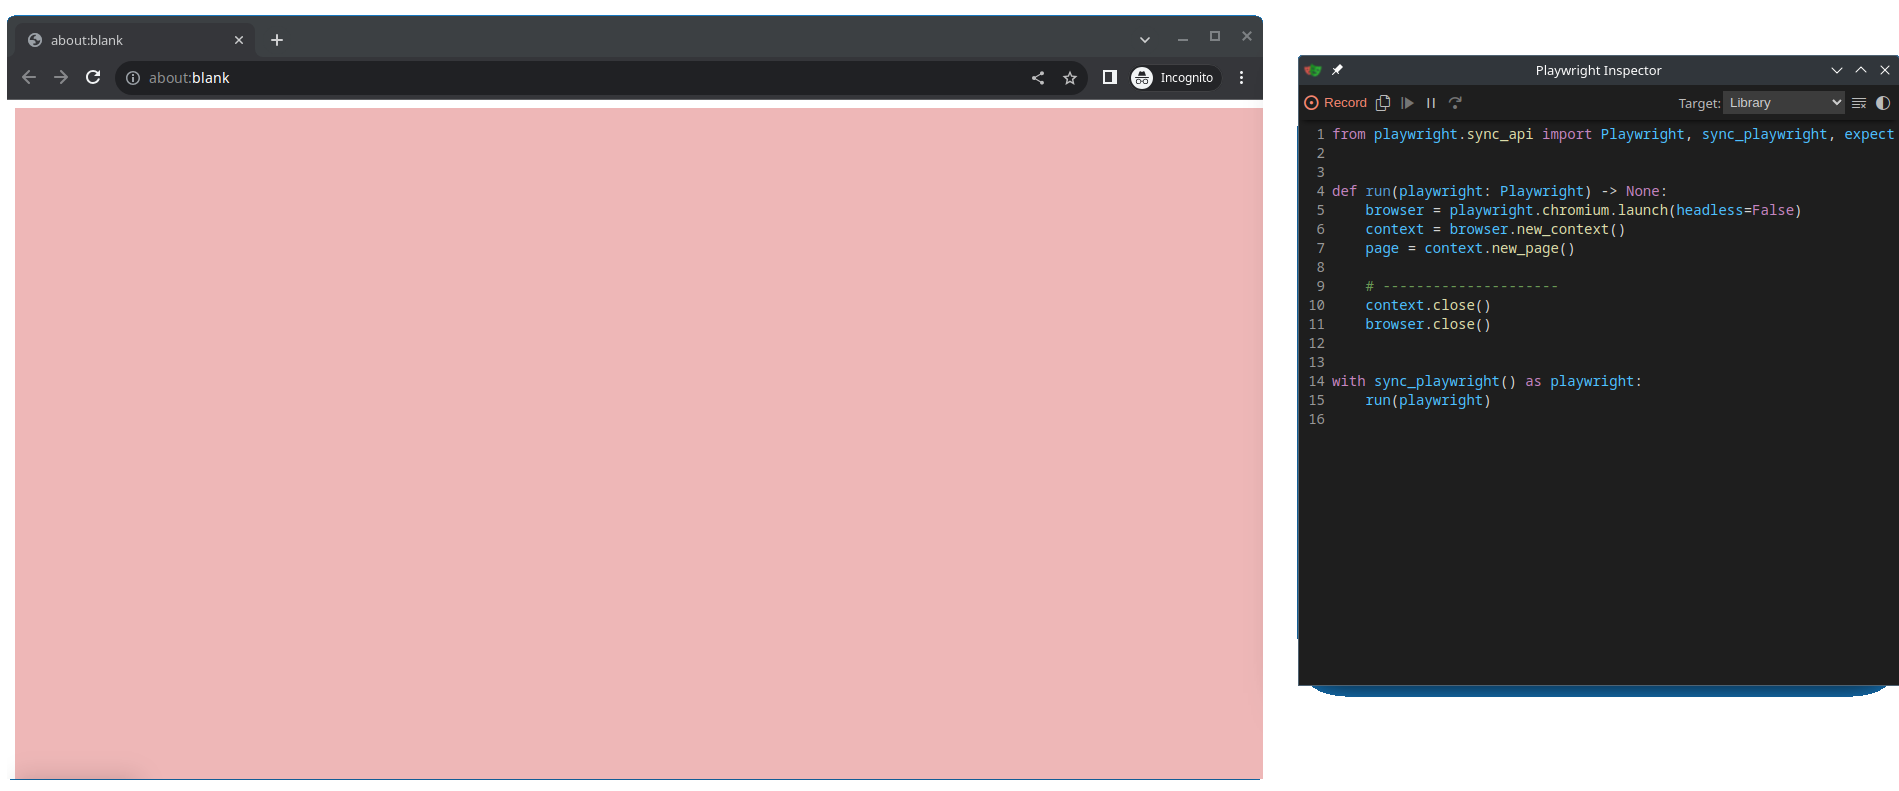 about:blank
about:blank
Incognito
Playwright Inspector
Record
Target: Library
1 from playwright.sync_api import Playwright, sync_playwright, expect
2
3
4 def run(playwright: Playwright) -> None:
5     browser = playwright.chromium.launch(headless=False)
6     context = browser.new_context()
7     page = context.new_page()
8
9     # ---------------------
10     context.close()
11     browser.close()
12
13
14 with sync_playwright() as playwright:
15     run(playwright)
16